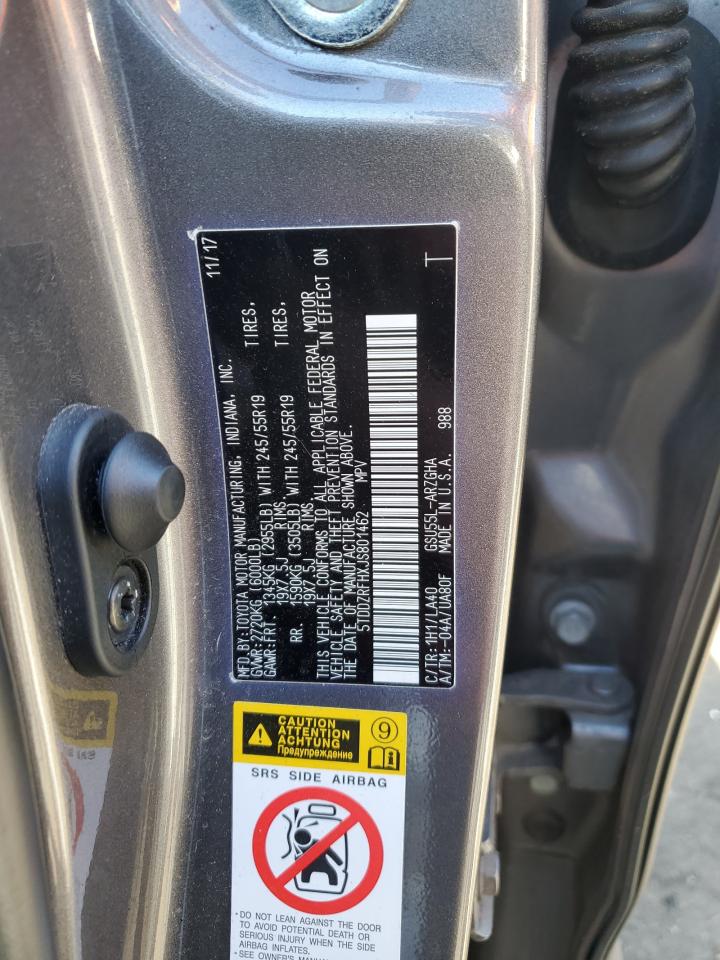 MFD.BY:TOYOTA MOTOR MANUFACTURING, INDIANA, INC. 11/17
GVWR:2720KG (6000LB)
GAWR:FRT. 1345KG (2955LB) WITH 245/55R19 TIRES,
19X7.5J RIMS
RR. 1590KG (3505LB) WITH 245/55R19 TIRES,
19X7.5J RIMS
THIS VEHICLE CONFORMS TO ALL APPLICABLE FEDERAL MOTOR
VEHICLE SAFETY AND THEFT PREVENTION STANDARDS IN EFFECT ON
THE DATE OF MANUFACTURE SHOWN ABOVE.
5TDDZRFHXJS801462 MPV
C/TR:1H1/LA40 GSU55L-ARZGHA 988 T
A/TM:-04A/UA80F MADE IN U.S.A.
CAUTION
ATTENTION
ACHTUNG
Предупреждение
9
SRS SIDE AIRBAG
• DO NOT LEAN AGAINST THE DOOR
TO AVOID POTENTIAL DEATH OR
SERIOUS INJURY WHEN THE SIDE
AIRBAG INFLATES.
• SEE OWNER'S